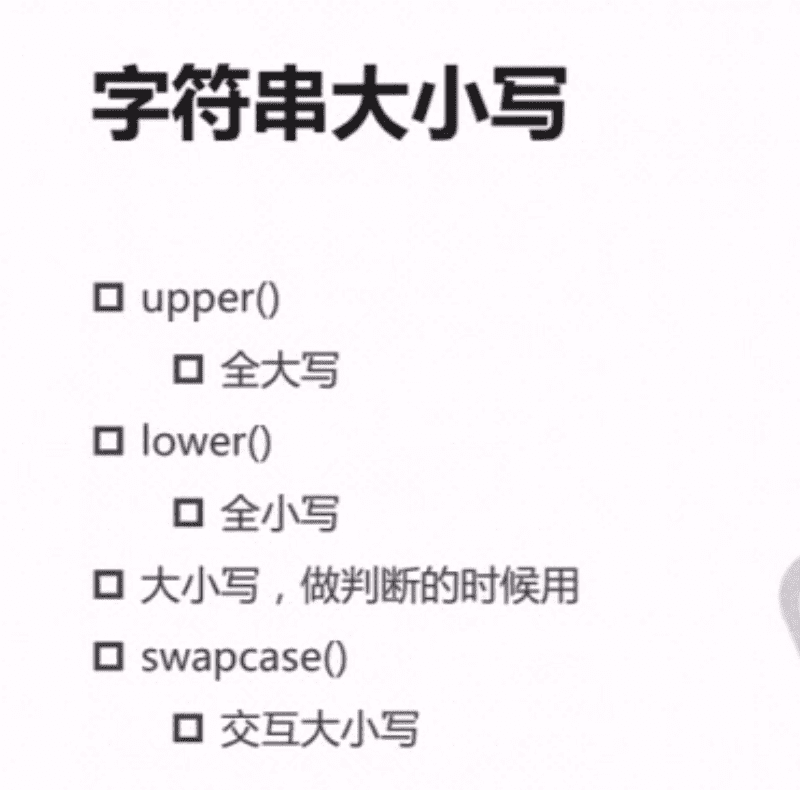 字符串大小写
upper()
全大写
lower()
全小写
大小写，做判断的时候用
swapcase()
交互大小写